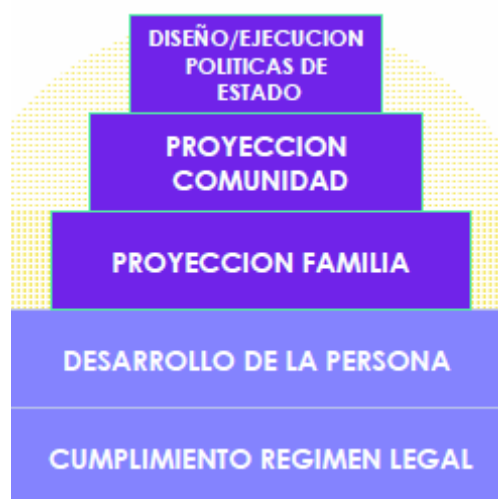 DISEÑO/EJECUCION
POLITICAS DE
ESTADO
PROYECCION
COMUNIDAD
PROYECCION FAMILIA
DESARROLLO DE LA PERSONA
CUMPLIMIENTO REGIMEN LEGAL